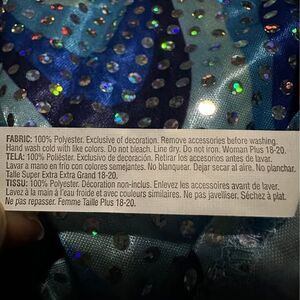 FABRIC: 100% Polyester. Exclusive of decoration. Remove accessories before washing.
Hand wash cold with like colors. Do not bleach. Line dry. Do not iron. Woman Plus 18-20.
TELA: 100% Poliéster. Exclusivo de decoración. Retirar los accesorios antes de lavar.
Lavar a mano en frío con colores semejantes. No blanquear. Dejar secar al aire. No planchar.
Talle Super Extra Extra Grand 18-20.
TISSU: 100% Polyester. Décoration non-inclus. Enlevez les accessoires avant de laver.
Lavez à la main à l'eau froide et avec couleurs similaires. Ne pas javelliser. Séchez à plat.
Ne pas repasser. Femme Taille Plus 18-20.